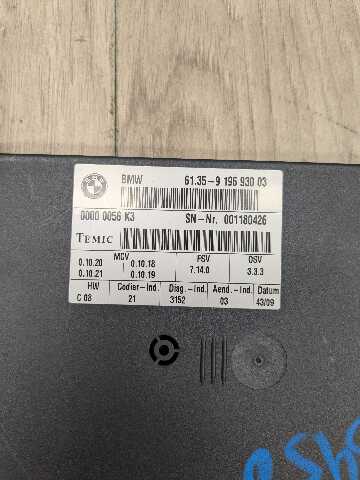 BMW 61.35-9 196 930 03
0000 0056 K3 SN-Nr. 001180426
TEMIC
MCV FSV OSV
0.10.20 0.10.18 7.14.0 3.3.3
0.10.21 0.10.19
HW Codier-Ind. Diag.-Ind. Aend.-Ind. Datum
C 08 21 3152 03 43/09